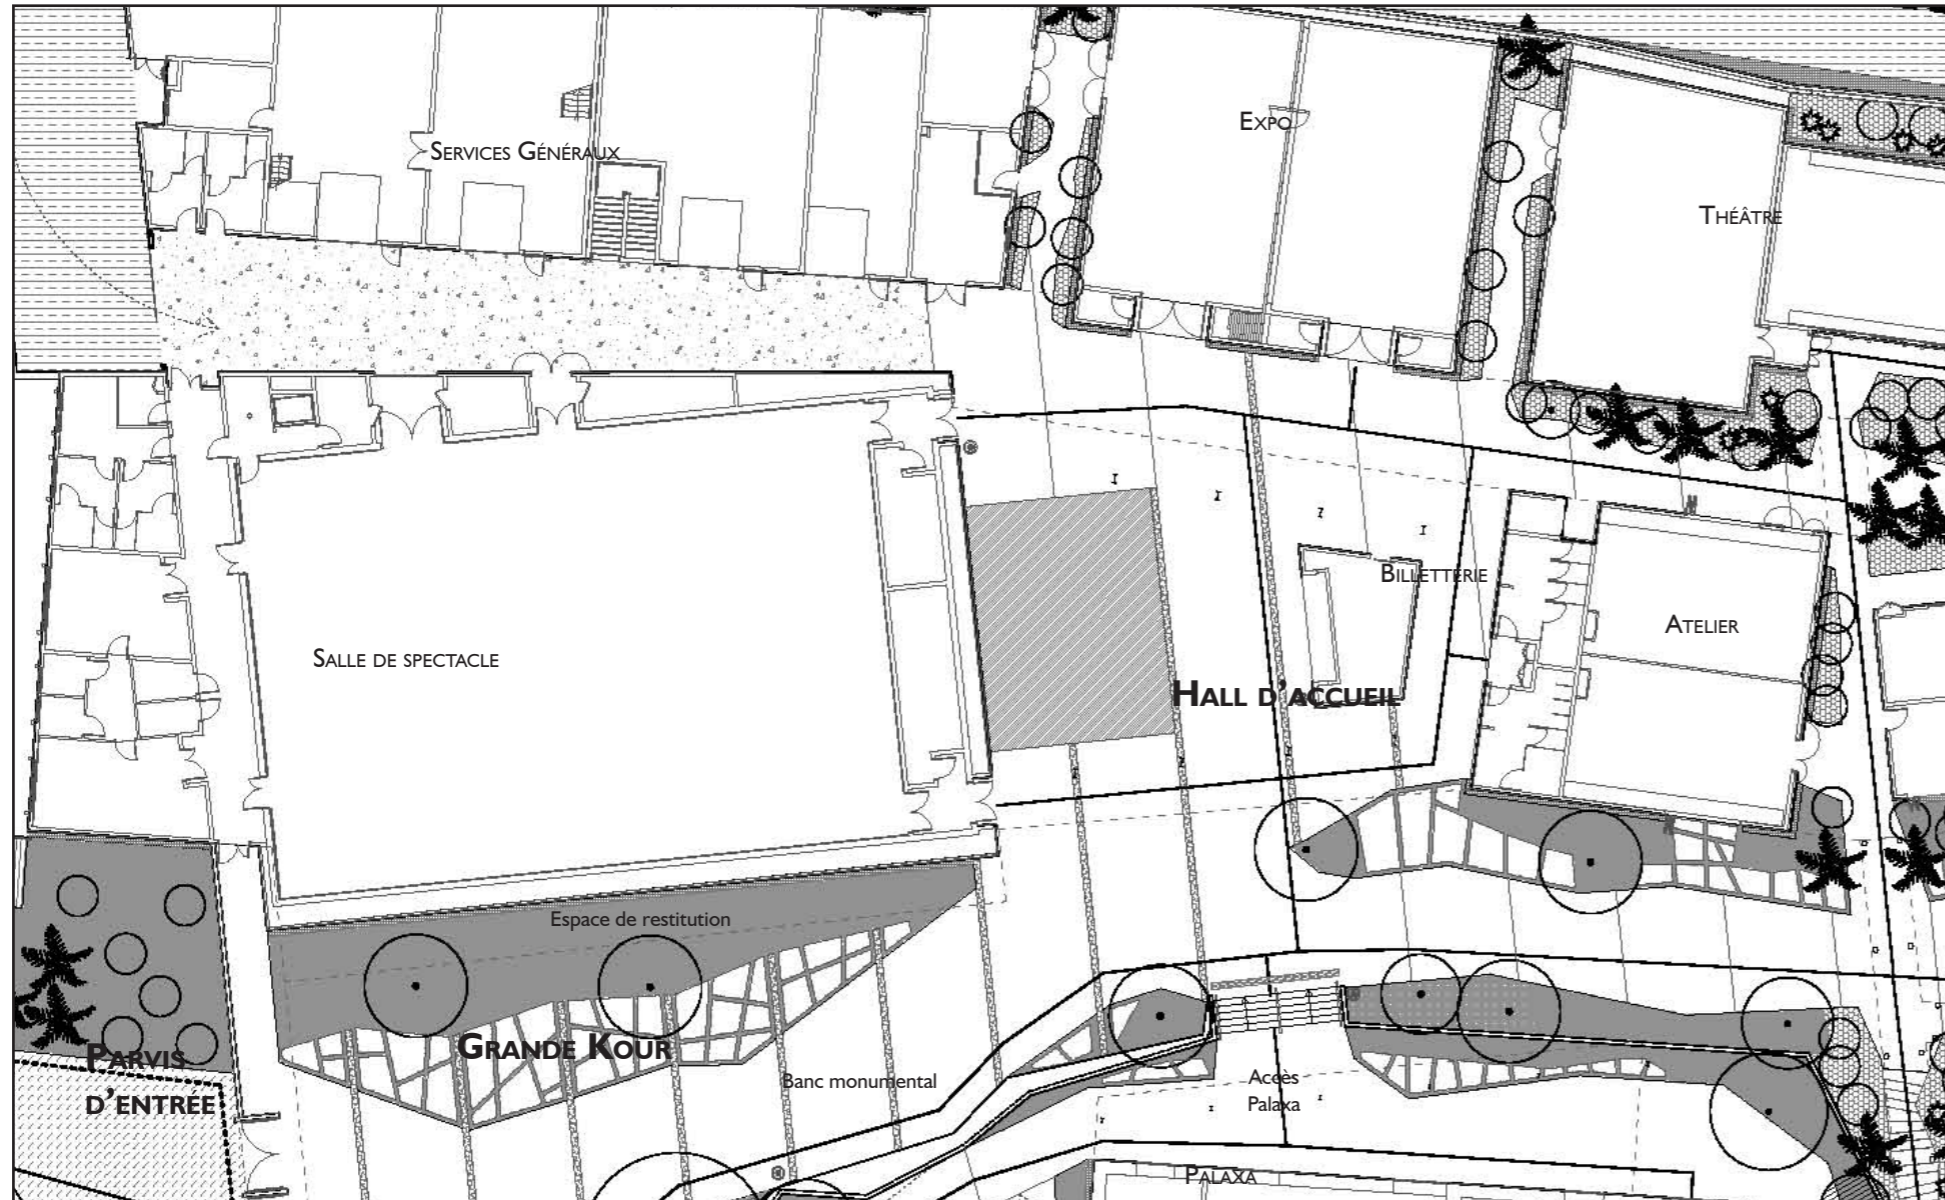 EXPO
SERVICES GÉNÉRAUX
THÉÂTRE
BILLETTERIE
ATELIER
SALLE DE SPECTACLE
HALL D'ACCUEIL
Espace de restitution
GRANDE KOUR
PARVIS
D'ENTRÉE
Banc monumental
Accès
Palaxa
PALAXA